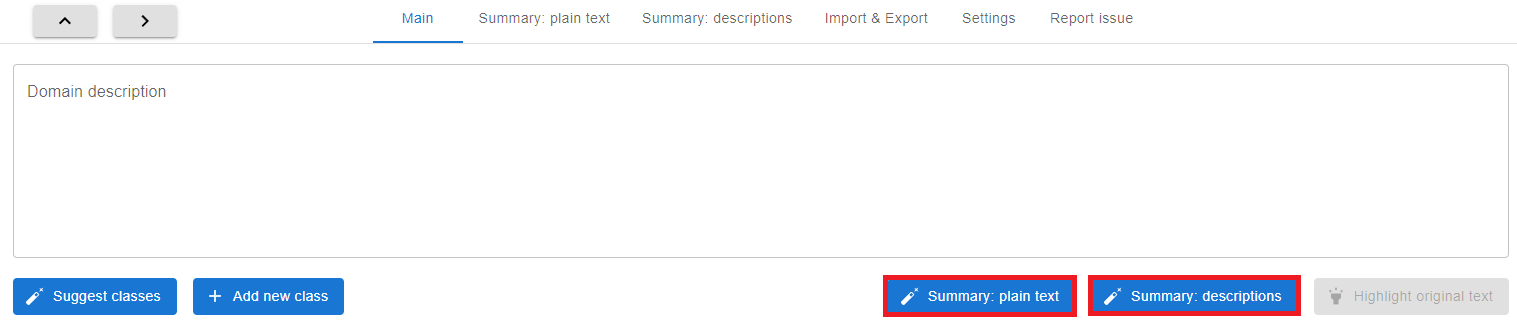 Main Summary: plain text Summary: descriptions Import & Export Settings Report issue
Domain description
Suggest classes Add new class Summary: plain text Summary: descriptions Highlight original text